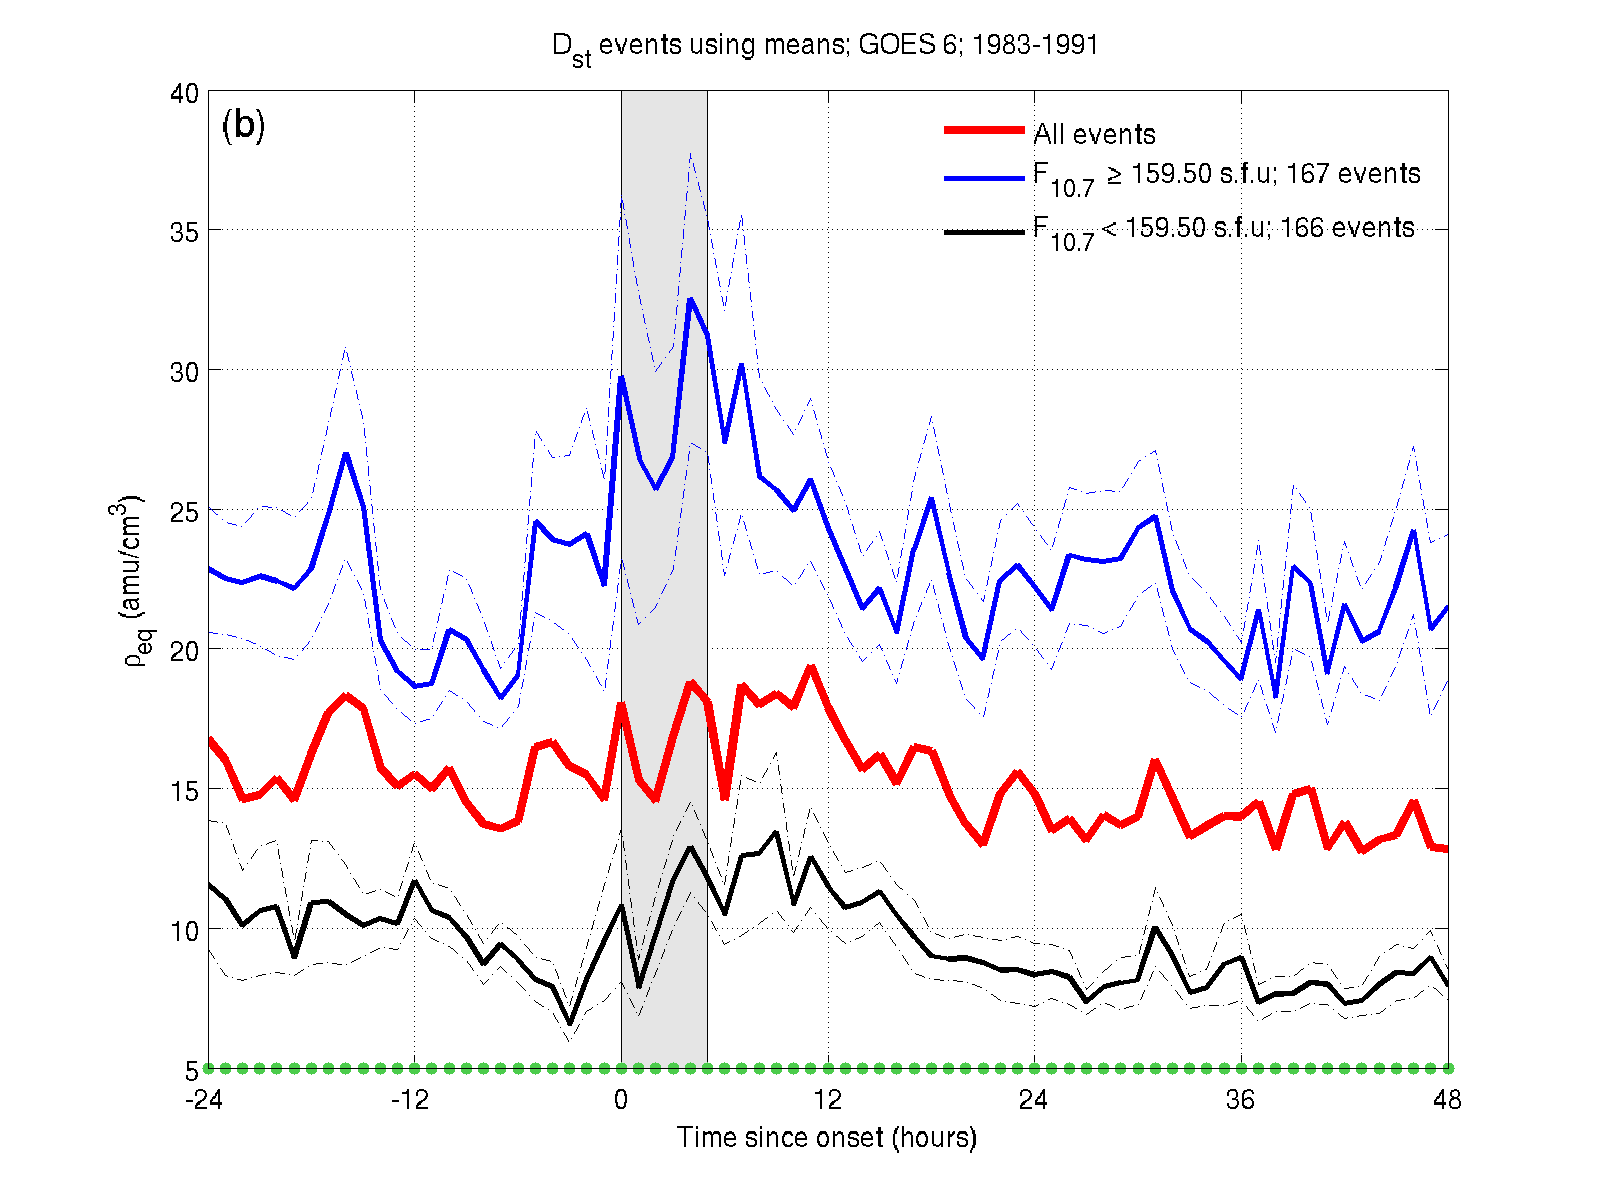 D_st events using means; GOES 6; 1983-1991
(b)
All events
F_10.7 ≥ 159.50 s.f.u; 167 events
F_10.7 < 159.50 s.f.u; 166 events
40
35
30
25
20
15
10
5
ρ_eq (amu/cm^3)
-24 -12 0 12 24 36 48
Time since onset (hours)